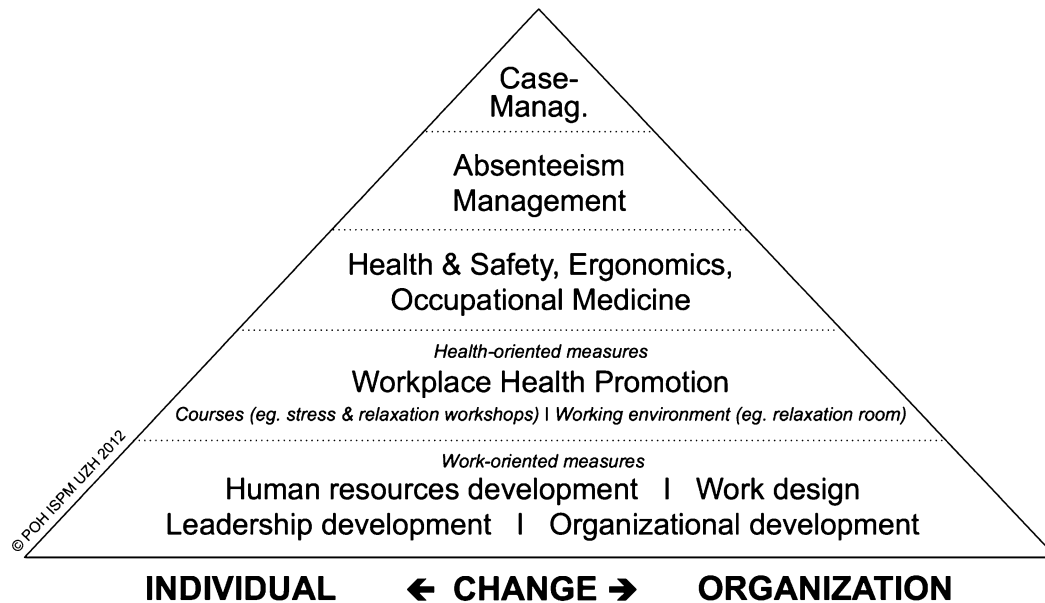 Case-
Manag.
Absenteeism
Management
Health & Safety, Ergonomics,
Occupational Medicine
Health-oriented measures
Workplace Health Promotion
Courses (eg. stress & relaxation workshops) I Working environment (eg. relaxation room)
Work-oriented measures
Human resources development I Work design
Leadership development I Organizational development
© POH ISPM UZH 2012
INDIVIDUAL ← CHANGE → ORGANIZATION